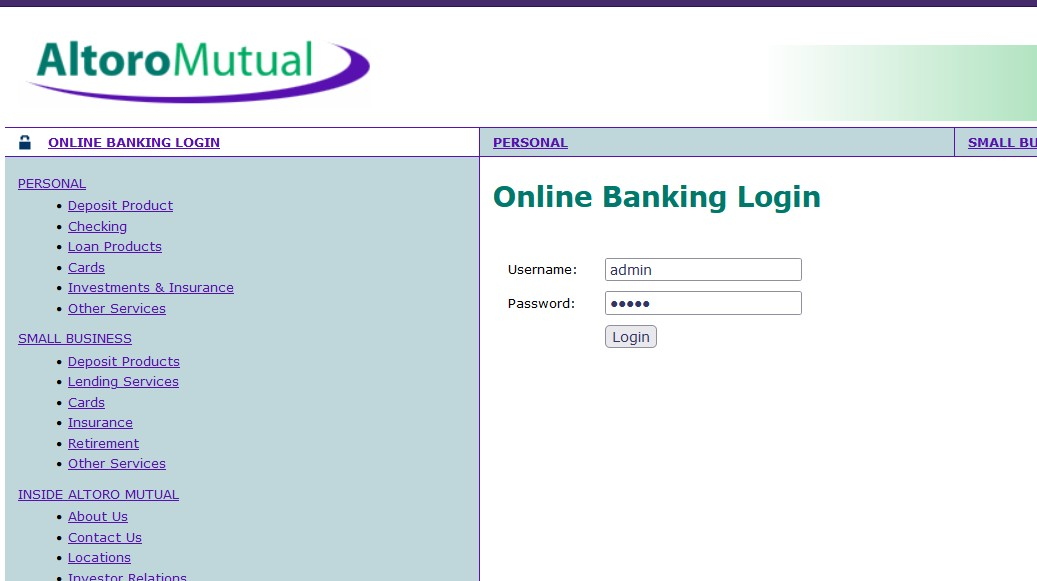 AltoroMutual
ONLINE BANKING LOGIN
PERSONAL
SMALL BU
PERSONAL
Deposit Product
Checking
Loan Products
Cards
Investments & Insurance
Other Services
SMALL BUSINESS
Deposit Products
Lending Services
Cards
Insurance
Retirement
Other Services
INSIDE ALTORO MUTUAL
About Us
Contact Us
Locations
Investor Relations
Online Banking Login
Username: admin
Password: ●●●●●
Login